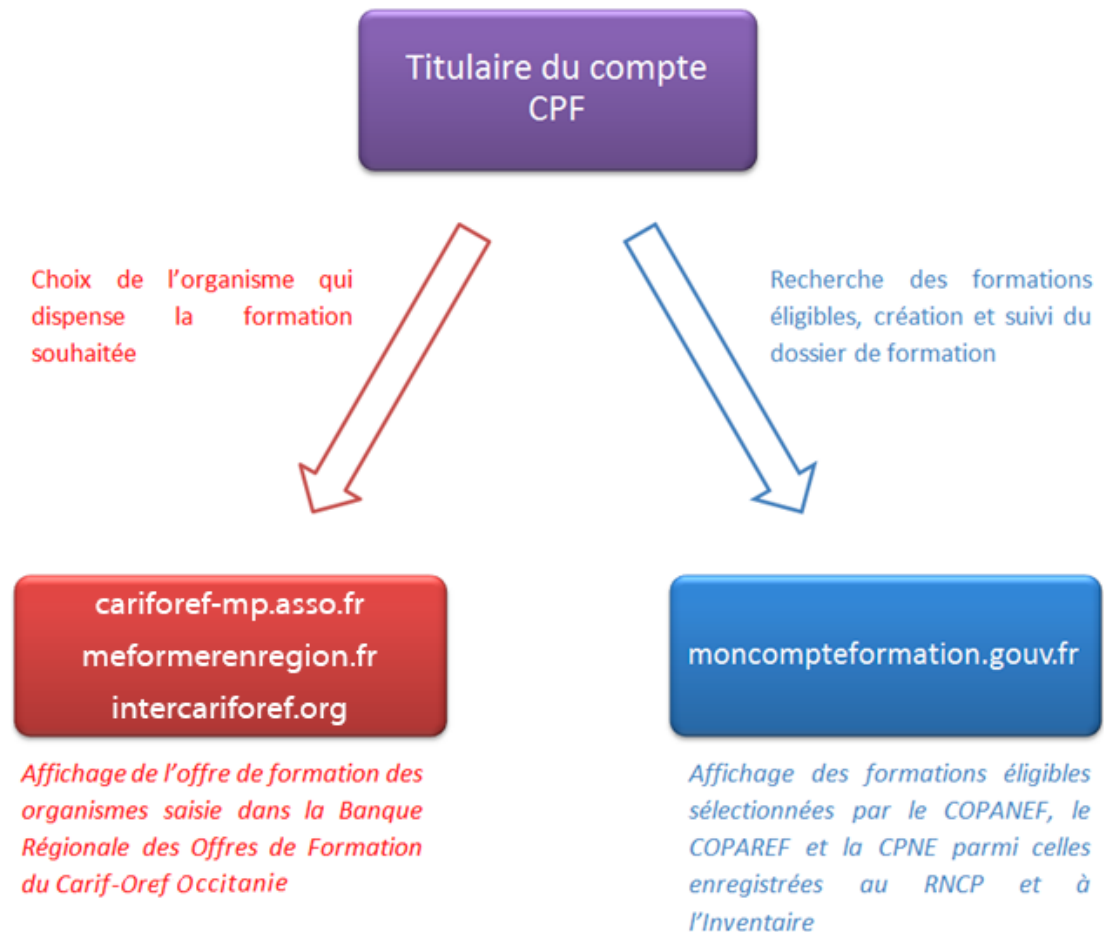 Titulaire du compte
CPF
Choix de l'organisme qui
dispense la formation
souhaitée
Recherche des formations
éligibles, création et suivi du
dossier de formation
cariforef-mp.asso.fr
meformerenregion.fr
intercariforef.org
moncompteformation.gouv.fr
Affichage de l'offre de formation des
organismes saisie dans la Banque
Régionale des Offres de Formation
du Carif-Oref Occitanie
Affichage des formations éligibles
sélectionnées par le COPANEF, le
COPAREF et la CPNE parmi celles
enregistrées au RNCP et à
l'Inventaire